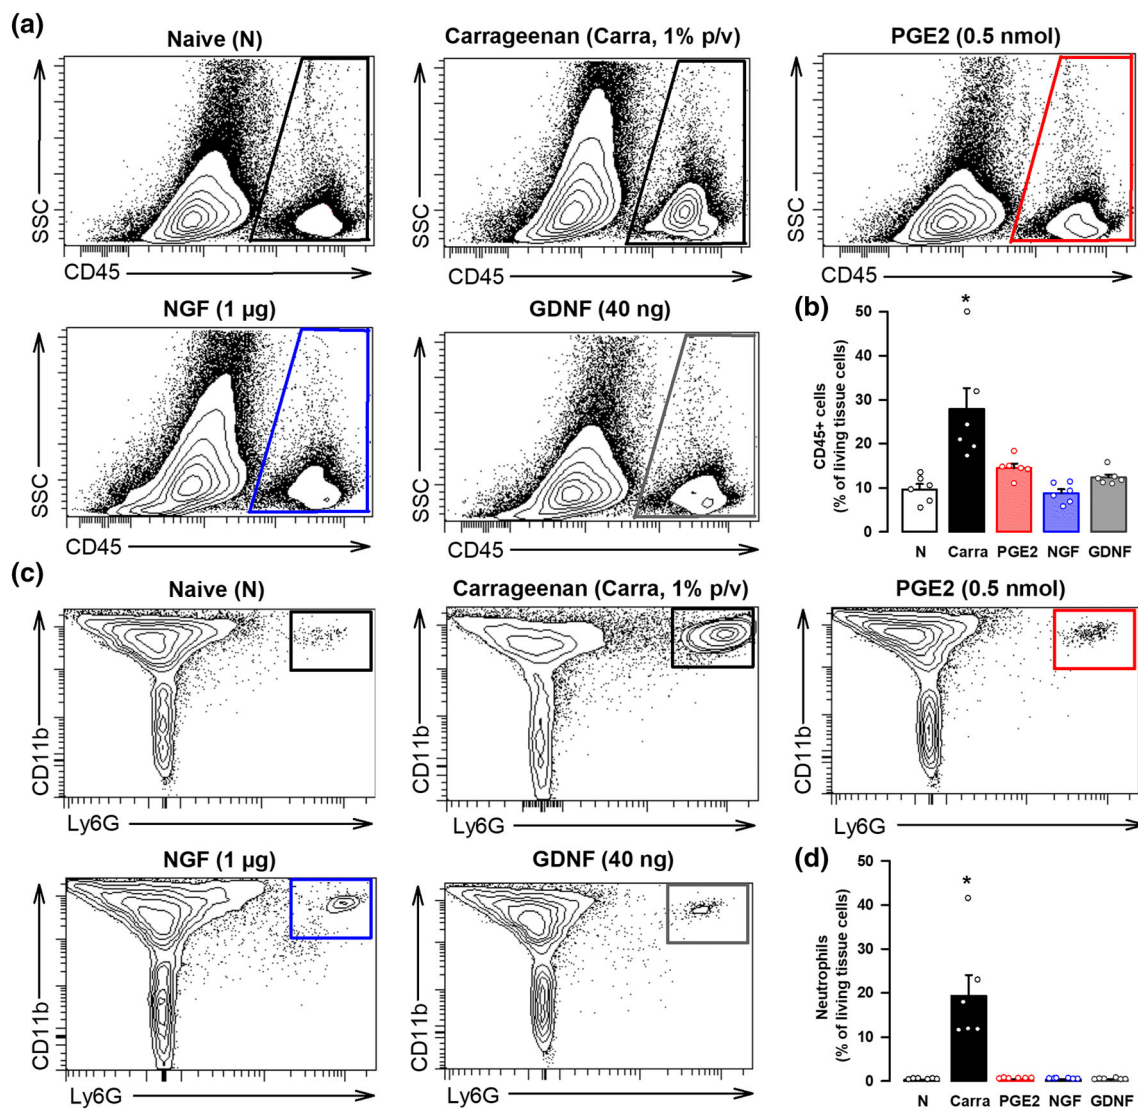 (a)
Naive (N)
Carrageenan (Carra, 1% p/v)
PGE2 (0.5 nmol)
SSC
SSC
SSC
CD45
CD45
CD45
NGF (1 µg)
GDNF (40 ng)
SSC
SSC
CD45
CD45
(b)
CD45+ cells
(% of living tissue cells)
50
40
30
20
10
0
*
N Carra PGE2 NGF GDNF
(c)
Naive (N)
Carrageenan (Carra, 1% p/v)
PGE2 (0.5 nmol)
CD11b
CD11b
CD11b
Ly6G
Ly6G
Ly6G
NGF (1 µg)
GDNF (40 ng)
CD11b
CD11b
Ly6G
Ly6G
(d)
Neutrophils
(% of living tissue cells)
50
40
30
20
10
0
*
N Carra PGE2 NGF GDNF